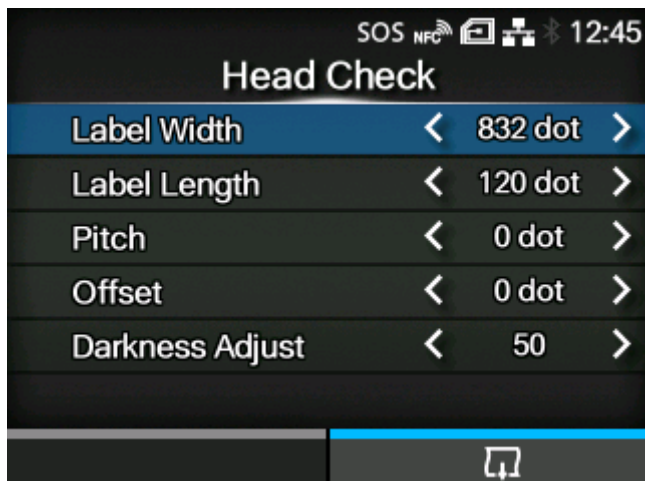 SOS NFC 12:45
Head Check
Label Width 832 dot
Label Length 120 dot
Pitch 0 dot
Offset 0 dot
Darkness Adjust 50